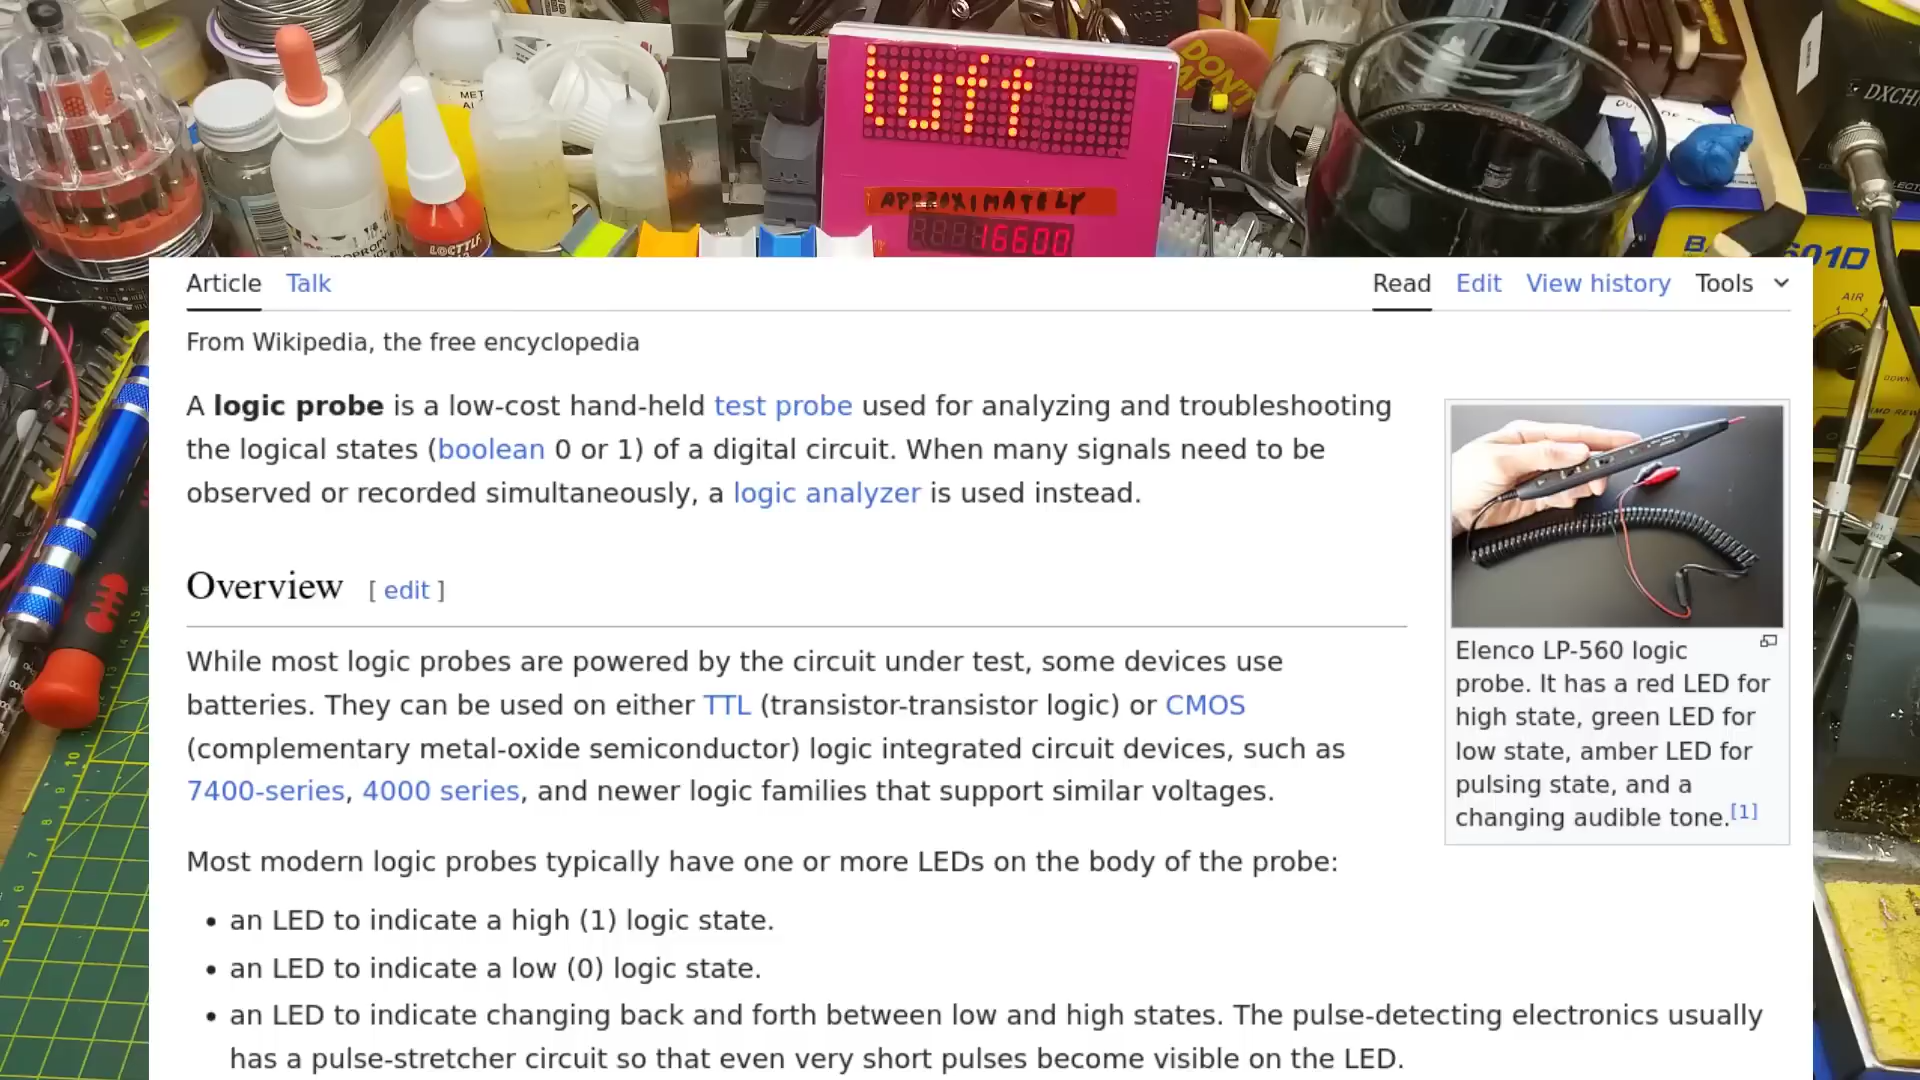 tuff
DON'T
MET
AL
DXCH
APPROXIMATELY
16600
LOCTITE
601D
AIR
DOWN
Article Talk Read Edit View history Tools
From Wikipedia, the free encyclopedia
A logic probe is a low-cost hand-held test probe used for analyzing and troubleshooting
the logical states (boolean 0 or 1) of a digital circuit. When many signals need to be
observed or recorded simultaneously, a logic analyzer is used instead.
Overview [ edit ]
While most logic probes are powered by the circuit under test, some devices use
batteries. They can be used on either TTL (transistor-transistor logic) or CMOS
(complementary metal-oxide semiconductor) logic integrated circuit devices, such as
7400-series, 4000 series, and newer logic families that support similar voltages.
Most modern logic probes typically have one or more LEDs on the body of the probe:
• an LED to indicate a high (1) logic state.
• an LED to indicate a low (0) logic state.
• an LED to indicate changing back and forth between low and high states. The pulse-detecting electronics usually
has a pulse-stretcher circuit so that even very short pulses become visible on the LED.
Elenco LP-560 logic
probe. It has a red LED for
high state, green LED for
low state, amber LED for
pulsing state, and a
changing audible tone.[1]